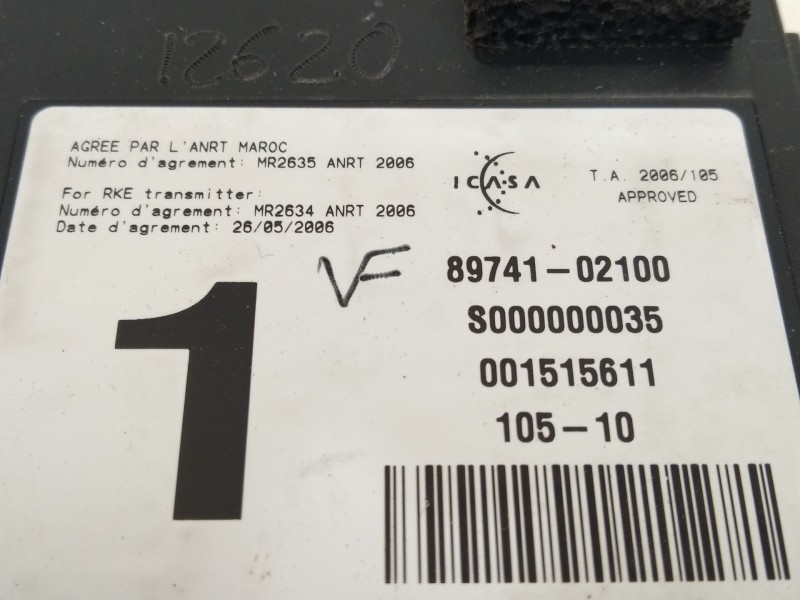 12620
AGREE PAR L'ANRT MAROC
Numéro d'agrement: MR2635 ANRT 2006
For RKE transmitter:
Numéro d'agrement: MR2634 ANRT 2006
Date d'agrement: 26/05/2006
ICASA
T.A. 2006/105
APPROVED
VF
1
89741-02100
S000000035
001515611
105-10